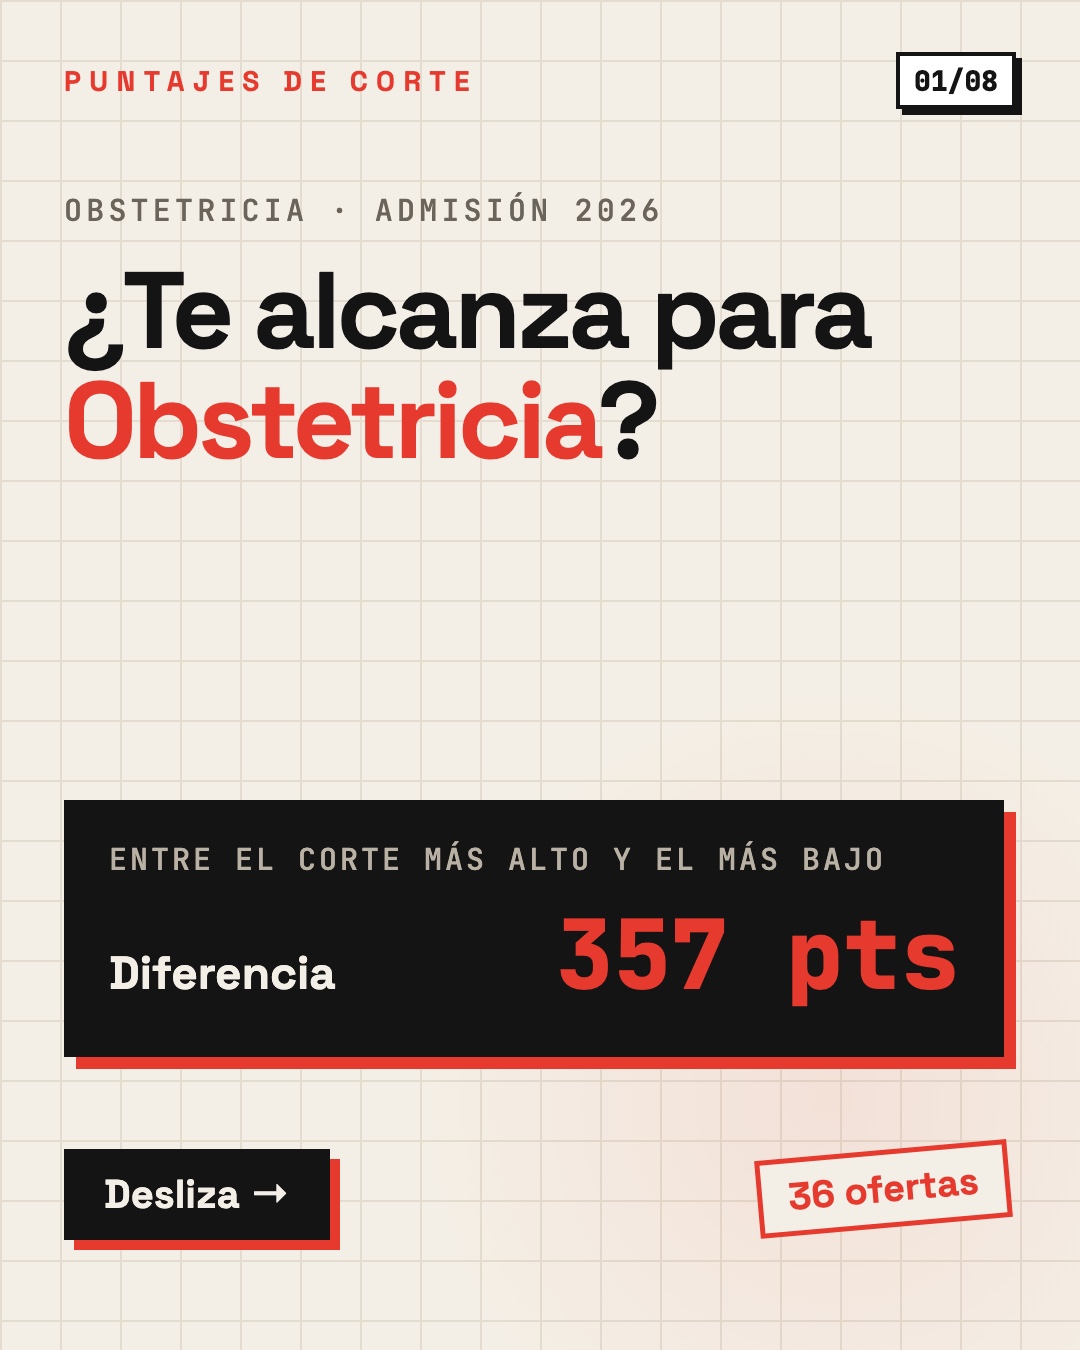 PUNTAJES DE CORTE
01/08
OBSTETRICIA · ADMISIÓN 2026
¿Te alcanza para
Obstetricia?
ENTRE EL CORTE MÁS ALTO Y EL MÁS BAJO
Diferencia 357 pts
Desliza →
36 ofertas